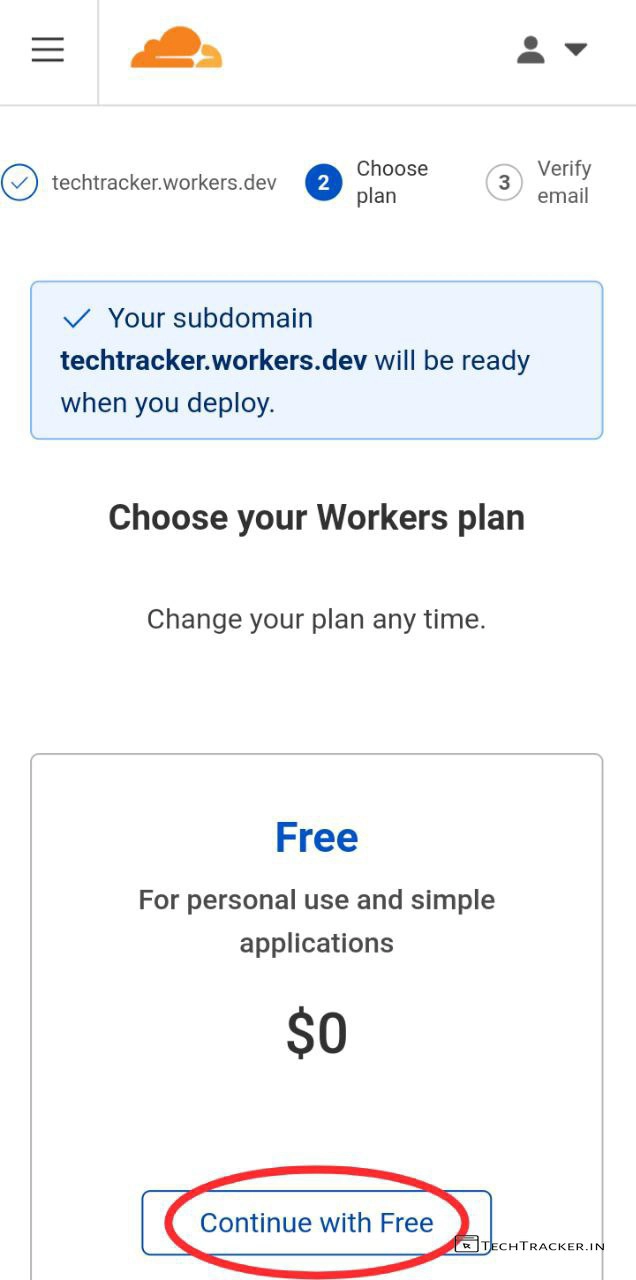 techtracker.workers.dev
2
Choose
plan
3
Verify
email
Your subdomain
techtracker.workers.dev will be ready
when you deploy.
Choose your Workers plan
Change your plan any time.
Free
For personal use and simple
applications
$0
Continue with Free
TECHTRACKER.IN